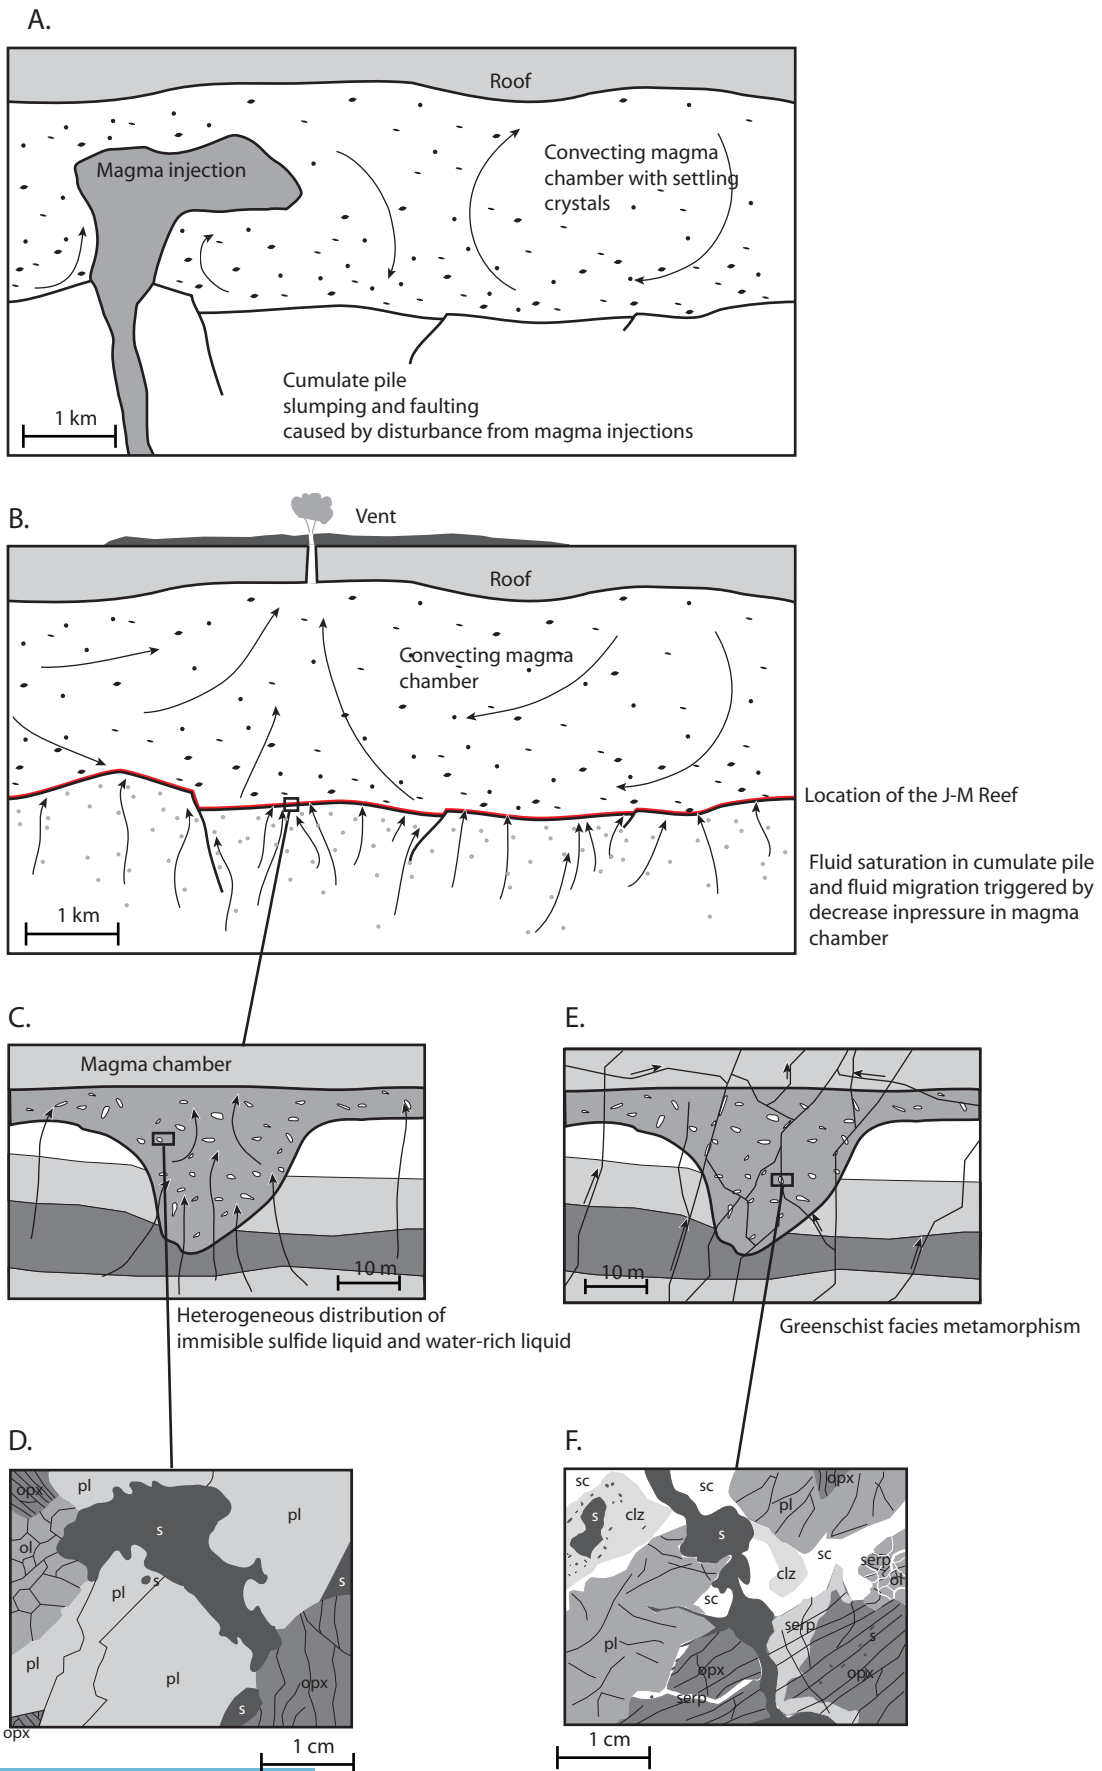 A.
Roof
Magma injection
Convecting magma
chamber with settling
crystals
Cumulate pile
slumping and faulting
caused by disturbance from magma injections
1 km
B.
Vent
Roof
Convecting magma
chamber
Location of the J-M Reef
Fluid saturation in cumulate pile
and fluid migration triggered by
decrease inpressure in magma
chamber
1 km
C.
Magma chamber
10 m
Heterogeneous distribution of
immisible sulfide liquid and water-rich liquid
E.
10 m
Greenschist facies metamorphism
D.
opx
pl
pl
s
ol
pl
s
s
pl
pl
opx
s
opx
1 cm
F.
sc
sc
opx
pl
s
clz
s
sc
serp
clz
ol
sc
serp
pl
s
opx
opx
serp
1 cm